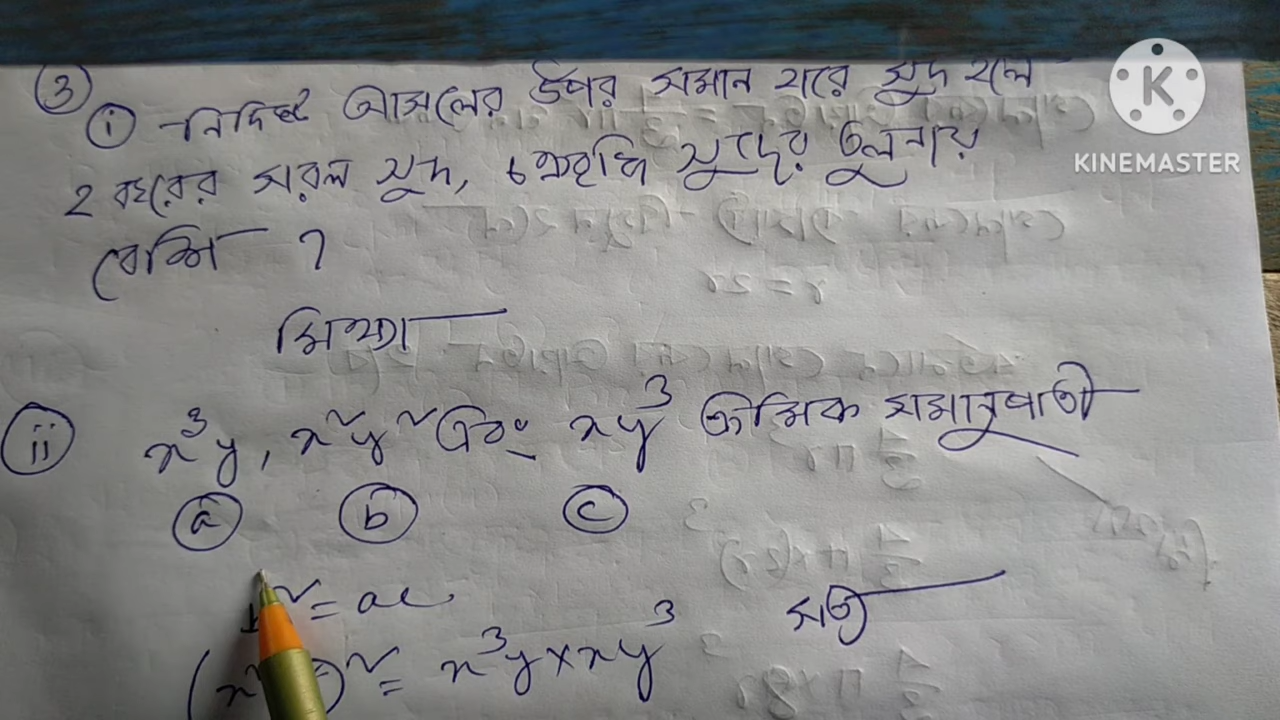 ③
ⓘ নির্দিষ্ট আসলের উপর সমান হারে সুদ হলে
২ বছরের সরল সুদ, চক্রবৃদ্ধি সুদের তুলনায়
বেশি ?
মিথ্যা
ⓘⓘ x³y, x²y² এবং xy³ ক্রমিক সমানুপাতী
ⓐ ⓑ ⓒ
b² = ac
সত্য
= x³y × xy³
KINEMASTER